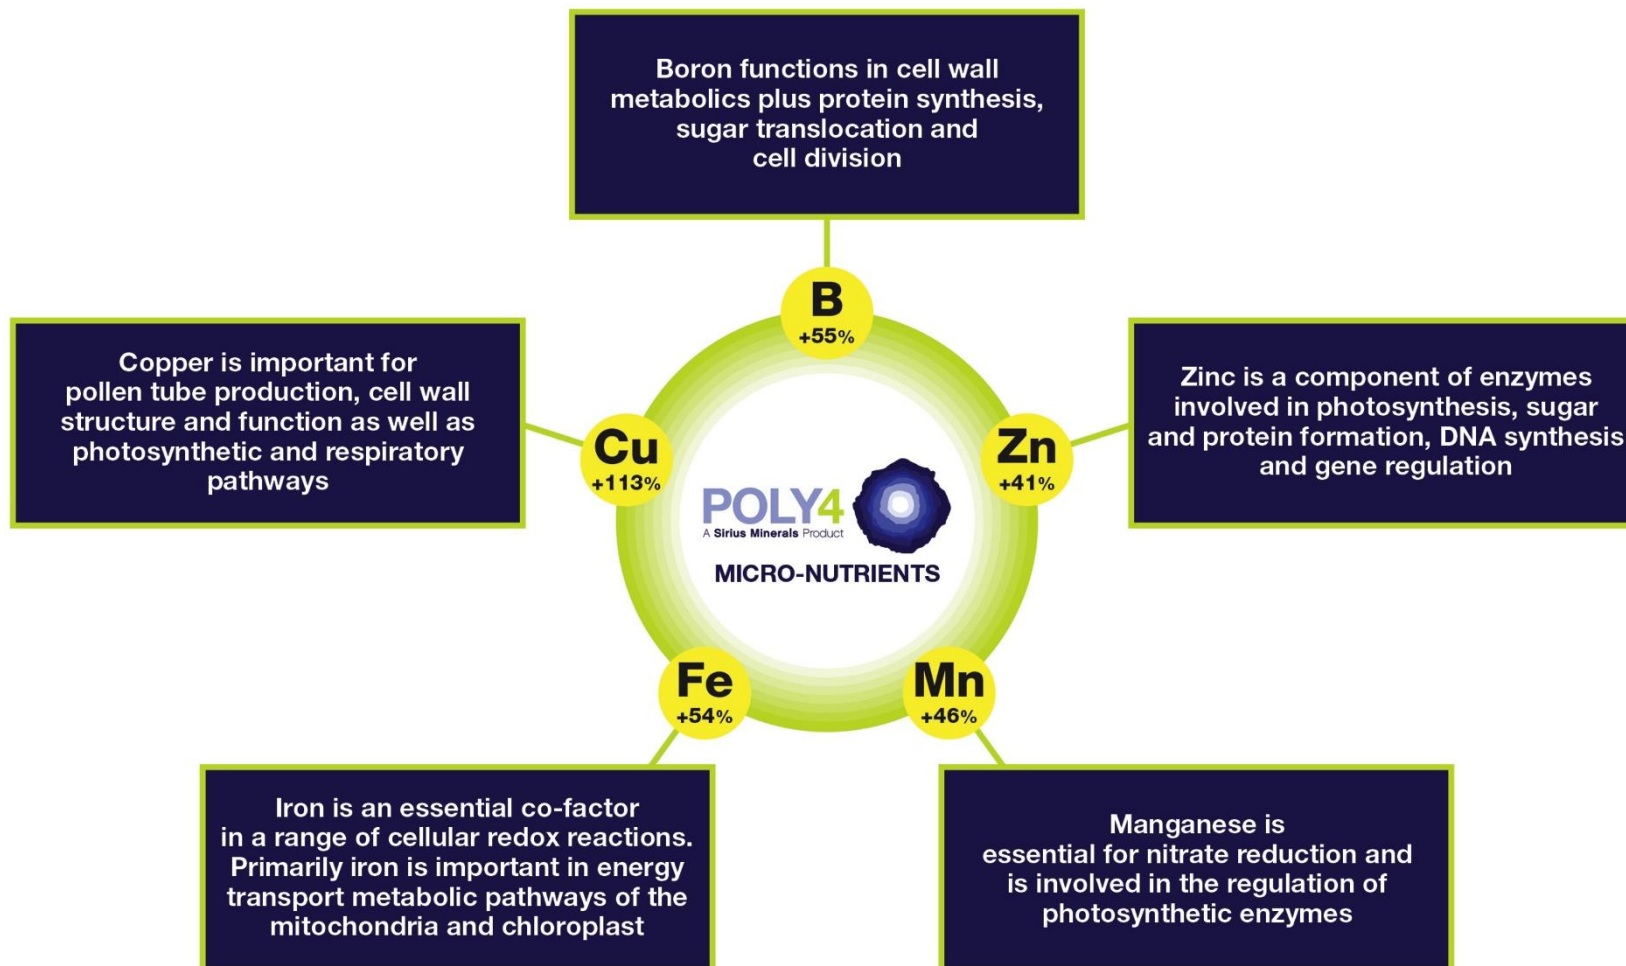 Boron functions in cell wall
metabolics plus protein synthesis,
sugar translocation and
cell division
B
+55%
Copper is important for
pollen tube production, cell wall
structure and function as well as
photosynthetic and respiratory
pathways
Cu
+113%
Zn
+41%
Zinc is a component of enzymes
involved in photosynthesis, sugar
and protein formation, DNA synthesis
and gene regulation
POLY4
A Sirius Minerals Product
MICRO-NUTRIENTS
Fe
+54%
Mn
+46%
Iron is an essential co-factor
in a range of cellular redox reactions.
Primarily iron is important in energy
transport metabolic pathways of the
mitochondria and chloroplast
Manganese is
essential for nitrate reduction and
is involved in the regulation of
photosynthetic enzymes